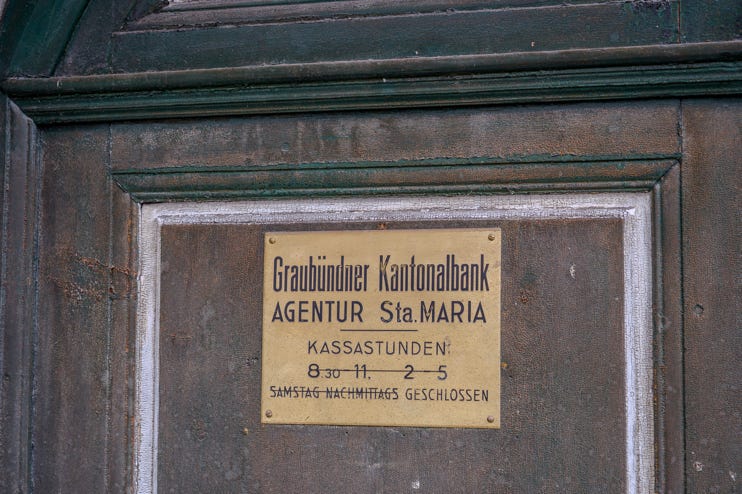 Graubündner Kantonalbank
AGENTUR Sta. MARIA
KASSASTUNDEN:
8.30 - 11, 2 - 5
SAMSTAG NACHMITTAGS GESCHLOSSEN